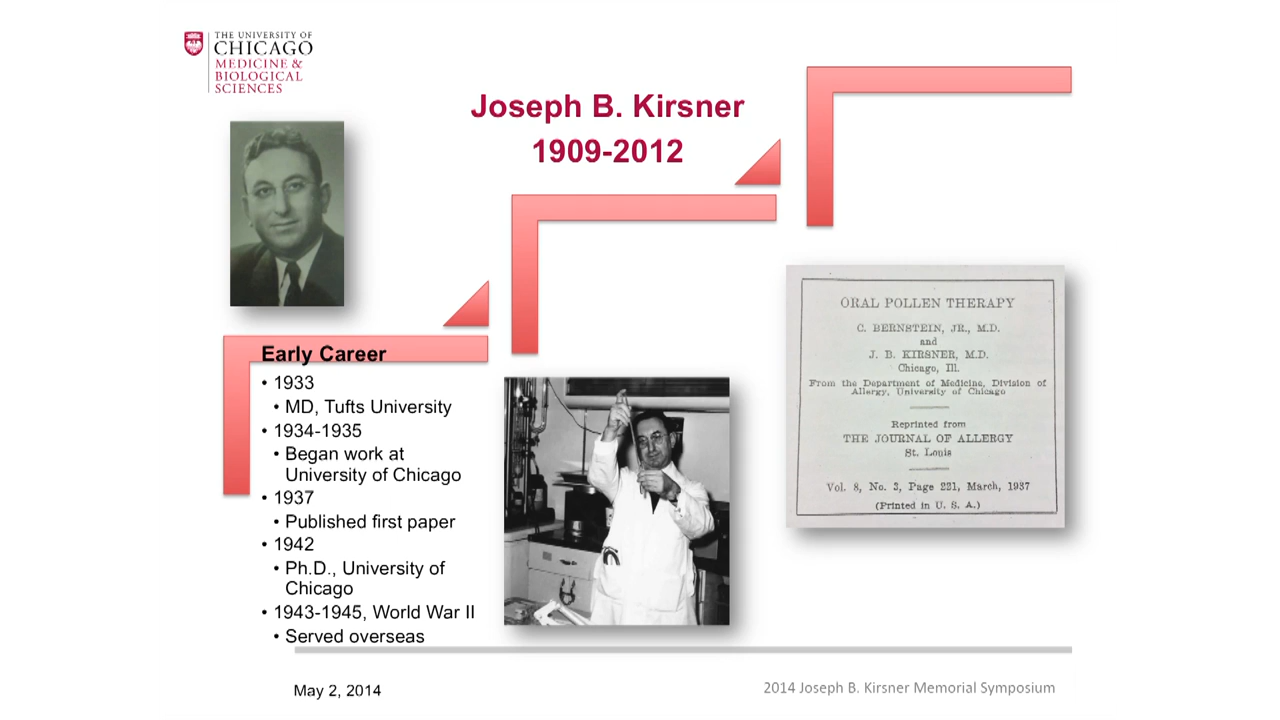 THE UNIVERSITY OF
CHICAGO
MEDICINE &
BIOLOGICAL
SCIENCES
Joseph B. Kirsner
1909-2012
Early Career
• 1933
• MD, Tufts University
• 1934-1935
• Began work at
University of Chicago
• 1937
• Published first paper
• 1942
• Ph.D., University of
Chicago
• 1943-1945, World War II
• Served overseas
ORAL POLLEN THERAPY
C. BERNSTEIN, JR., M.D.
and
J. B. KIRSNER, M.D.
Chicago, Ill.
From the Department of Medicine, Division of
Allergy, University of Chicago
Reprinted from
THE JOURNAL OF ALLERGY
St. Louis
Vol. 8, No. 3, Page 221, March, 1937
(Printed in U. S. A.)
May 2, 2014
2014 Joseph B. Kirsner Memorial Symposium